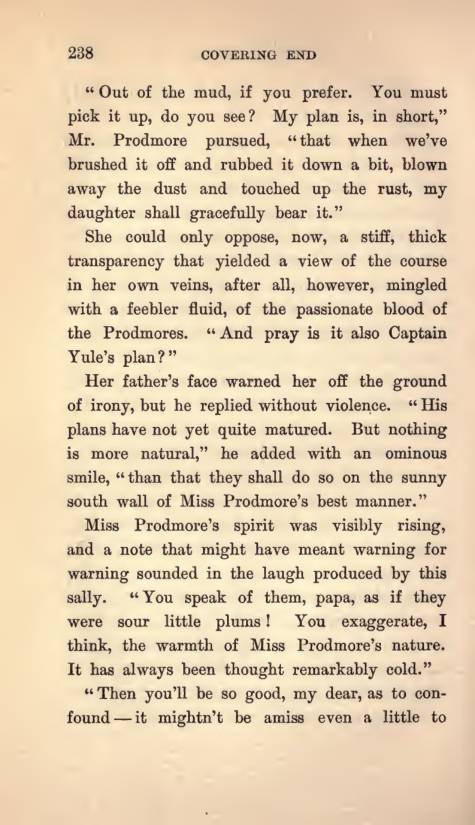 238 COVERING END
“Out of the mud, if you prefer. You must
pick it up, do you see? My plan is, in short,”
Mr. Prodmore pursued, “that when we’ve
brushed it off and rubbed it down a bit, blown
away the dust and touched up the rust, my
daughter shall gracefully bear it.”
She could only oppose, now, a stiff, thick
transparency that yielded a view of the course
in her own veins, after all, however, mingled
with a feebler fluid, of the passionate blood of
the Prodmores. “And pray is it also Captain
Yule’s plan?”
Her father’s face warned her off the ground
of irony, but he replied without violence. “His
plans have not yet quite matured. But nothing
is more natural,” he added with an ominous
smile, “than that they shall do so on the sunny
south wall of Miss Prodmore’s best manner.”
Miss Prodmore’s spirit was visibly rising,
and a note that might have meant warning for
warning sounded in the laugh produced by this
sally. “You speak of them, papa, as if they
were sour little plums! You exaggerate, I
think, the warmth of Miss Prodmore’s nature.
It has always been thought remarkably cold.”
“Then you’ll be so good, my dear, as to con-
found — it mightn’t be amiss even a little to